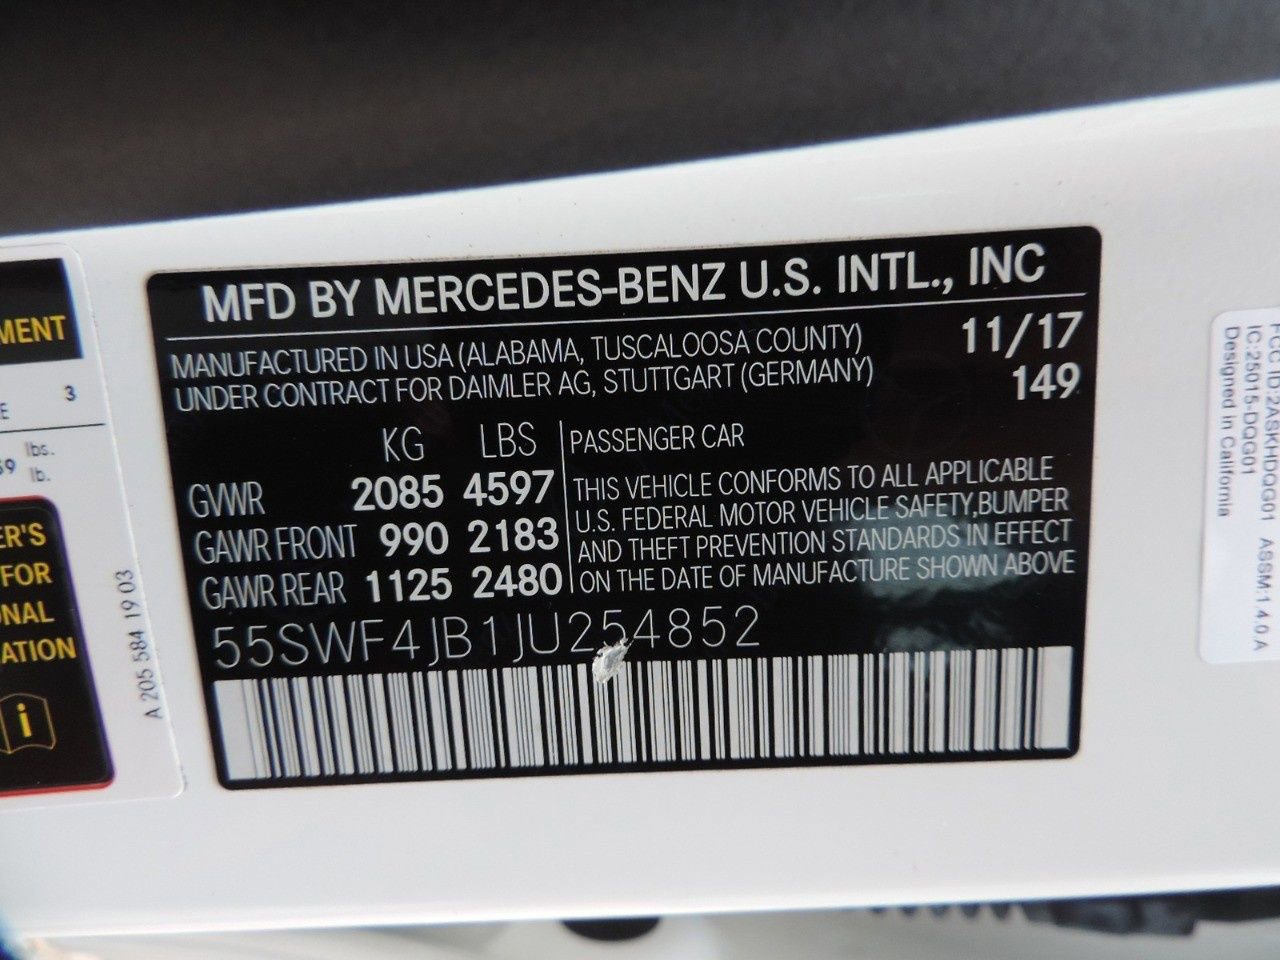 MFD BY MERCEDES-BENZ U.S. INTL., INC
MANUFACTURED IN USA (ALABAMA, TUSCALOOSA COUNTY) 11/17
UNDER CONTRACT FOR DAIMLER AG, STUTTGART (GERMANY) 149
KG LBS
GVWR 2085 4597
GAWR FRONT 990 2183
GAWR REAR 1125 2480
PASSENGER CAR
THIS VEHICLE CONFORMS TO ALL APPLICABLE
U.S. FEDERAL MOTOR VEHICLE SAFETY,BUMPER
AND THEFT PREVENTION STANDARDS IN EFFECT
ON THE DATE OF MANUFACTURE SHOWN ABOVE
55SWF4JB1JU254852
MENT
E 3
59 lbs.
lb.
ER'S
FOR
ONAL
ATION
i
A 205 584 19 03
FCC ID:2ASKHDQG01 ASSM:1.4.0 A
IC:25015-DQG01
Designed in California